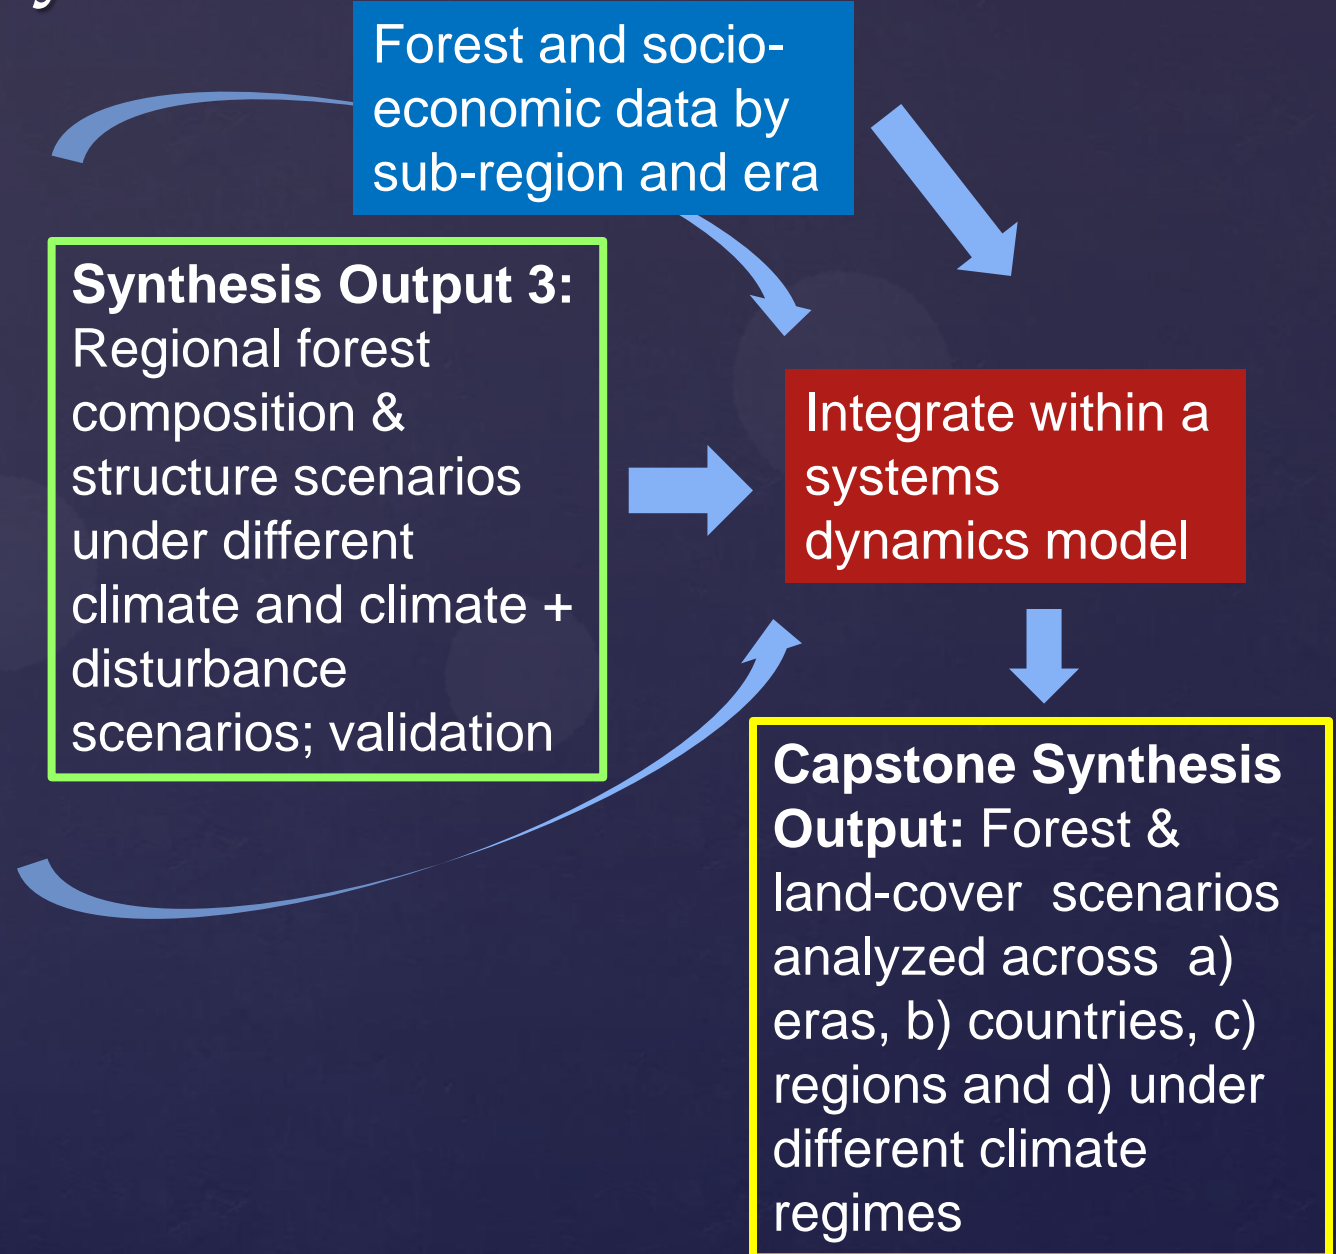 Forest and socio-
economic data by
sub-region and era
Synthesis Output 3:
Regional forest
composition &
structure scenarios
under different
climate and climate +
disturbance
scenarios; validation
Integrate within a
systems
dynamics model
Capstone Synthesis
Output: Forest &
land-cover  scenarios
analyzed across  a)
eras, b) countries, c)
regions and d) under
different climate
regimes